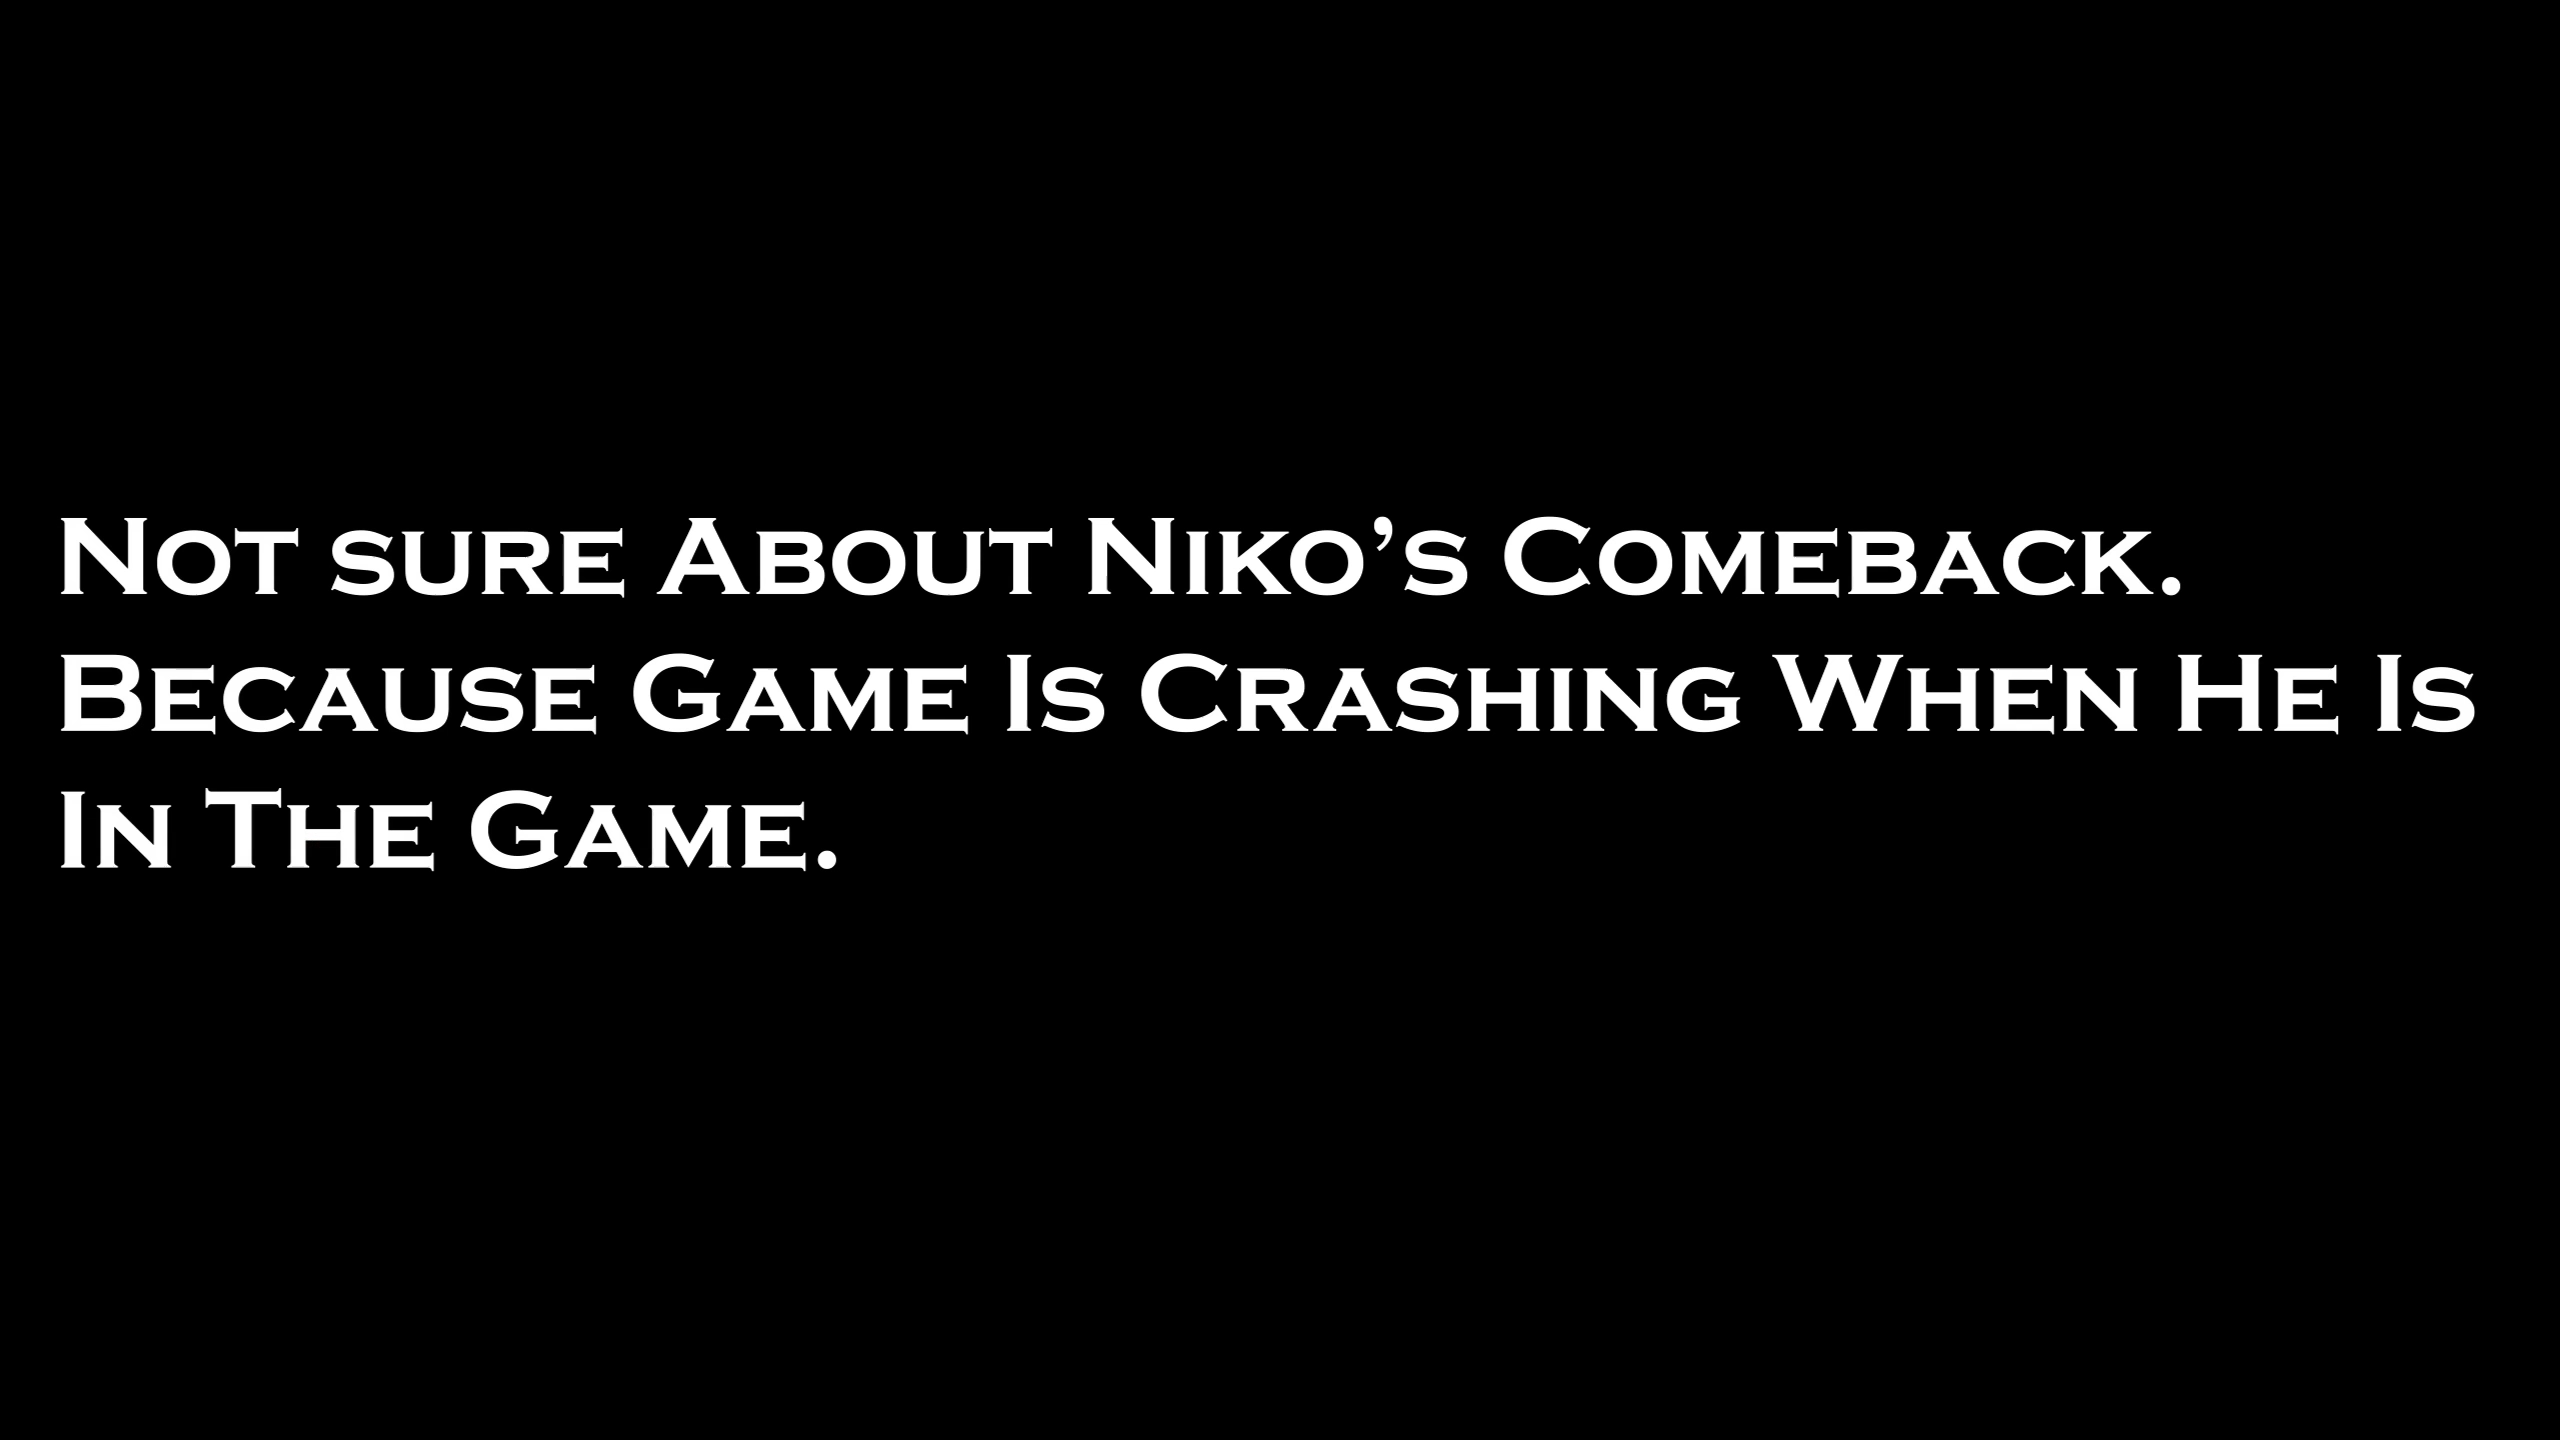 Not sure About Niko’s Comeback.
Because Game Is Crashing When He Is
In The Game.